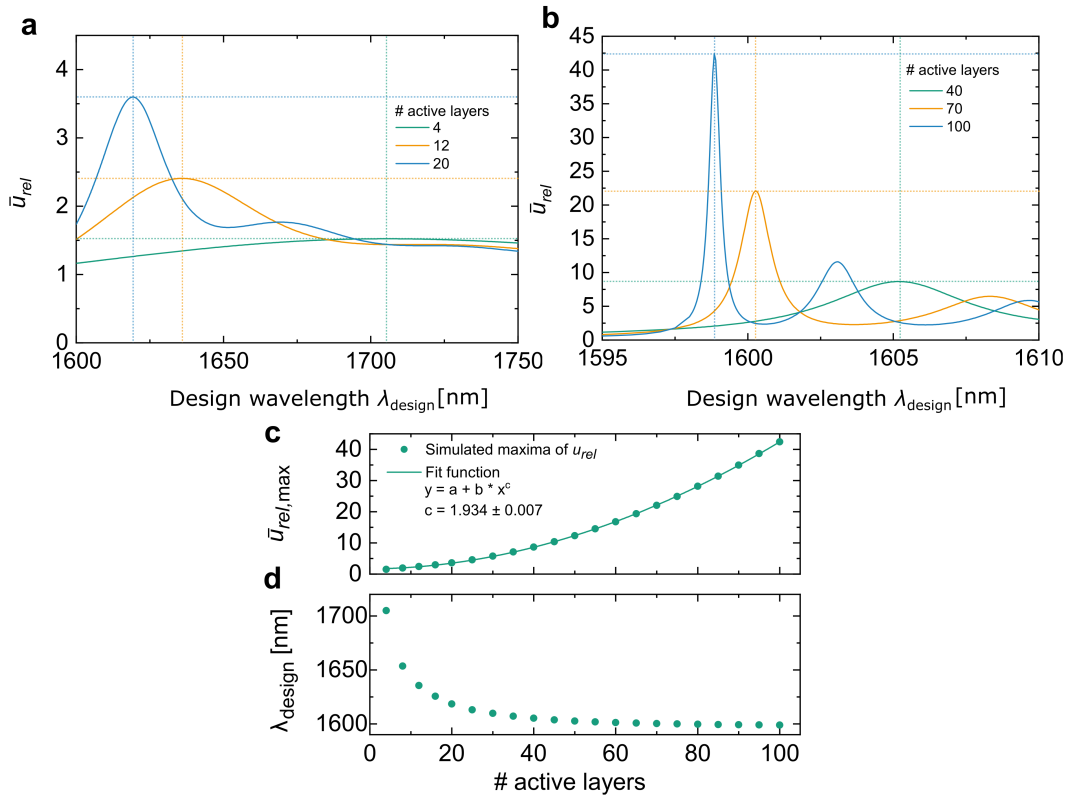 a
ū_rel
4
3
2
1
0
# active layers
4
12
20
1600
1650
1700
1750
Design wavelength λ_design [nm]
b
ū_rel
45
40
35
30
25
20
15
10
5
0
# active layers
40
70
100
1595
1600
1605
1610
Design wavelength λ_design [nm]
c
ū_rel,max
40
30
20
10
0
Simulated maxima of u_rel
Fit function
y = a + b * x^c
c = 1.934 ± 0.007
d
λ_design [nm]
1700
1650
1600
0
20
40
60
80
100
# active layers